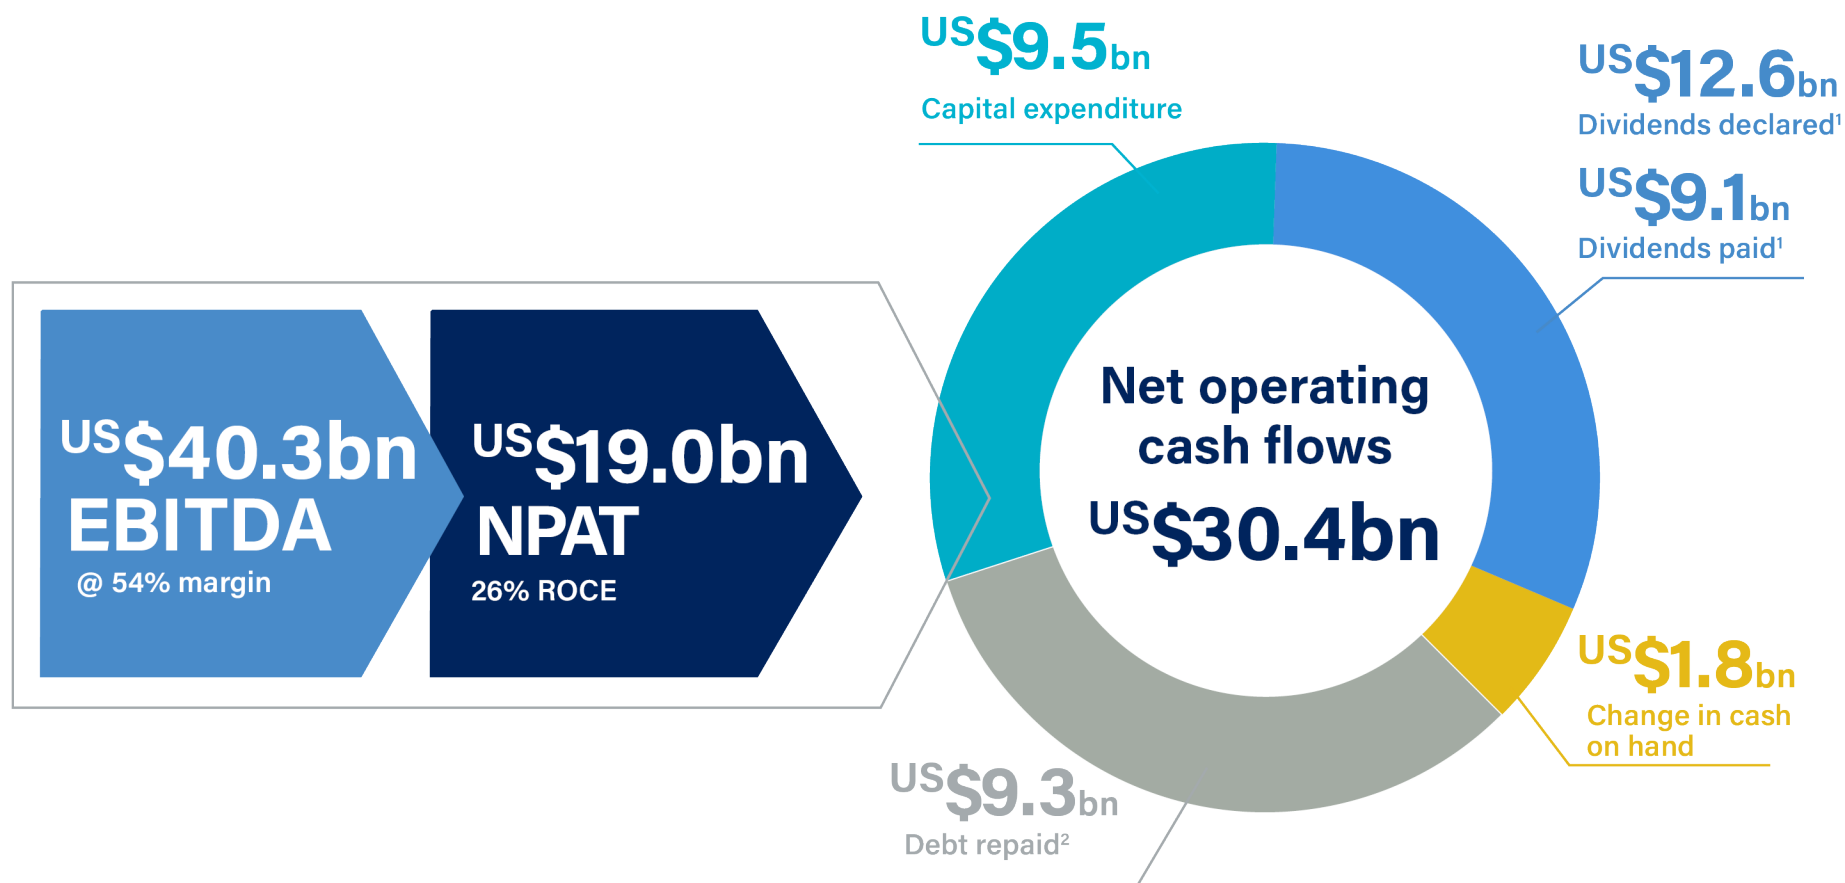 US$9.5bn
Capital expenditure
US$12.6bn
Dividends declared¹
US$9.1bn
Dividends paid¹
US$40.3bn
EBITDA
@ 54% margin
US$19.0bn
NPAT
26% ROCE
Net operating
cash flows
US$30.4bn
US$1.8bn
Change in cash
on hand
US$9.3bn
Debt repaid²